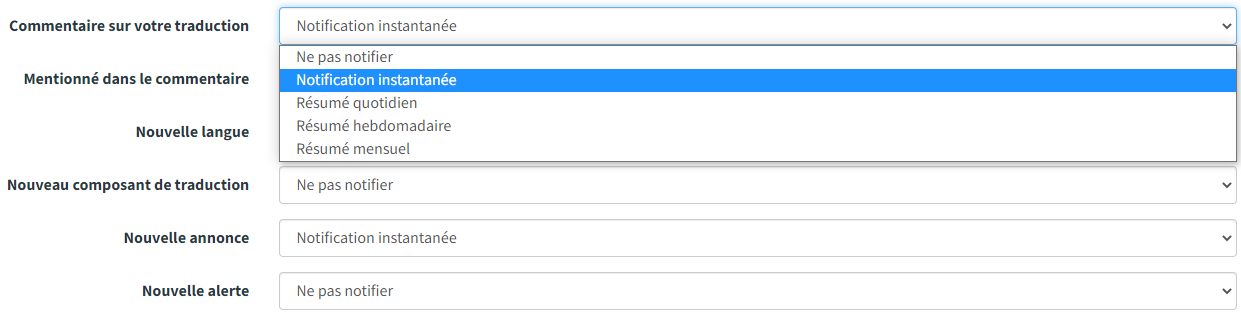 Commentaire sur votre traduction Notification instantanée
Ne pas notifier
Mentionné dans le commentaire Notification instantanée
Résumé quotidien
Nouvelle langue Résumé hebdomadaire
Résumé mensuel
Nouveau composant de traduction Ne pas notifier
Nouvelle annonce Notification instantanée
Nouvelle alerte Ne pas notifier